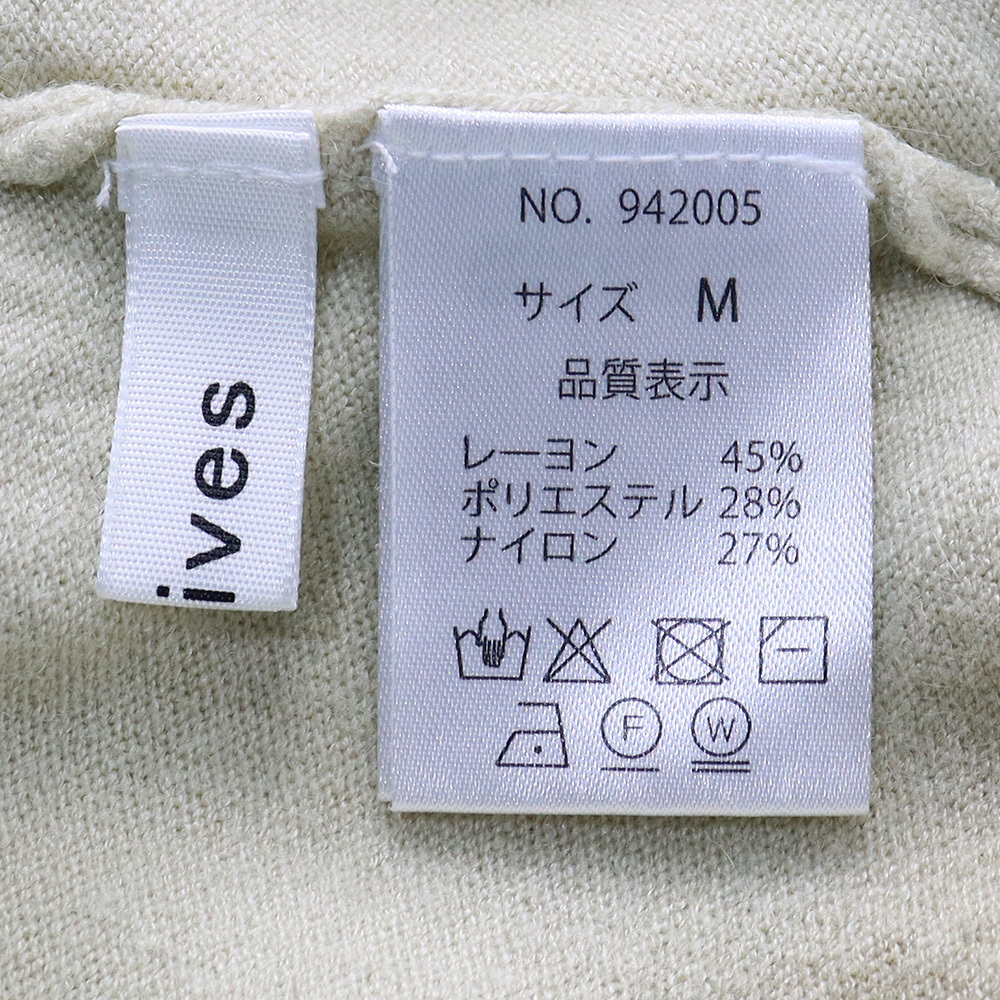 ives
NO. 942005
サイズ M
品質表示
レーヨン 45%
ポリエステル 28%
ナイロン 27%
F W